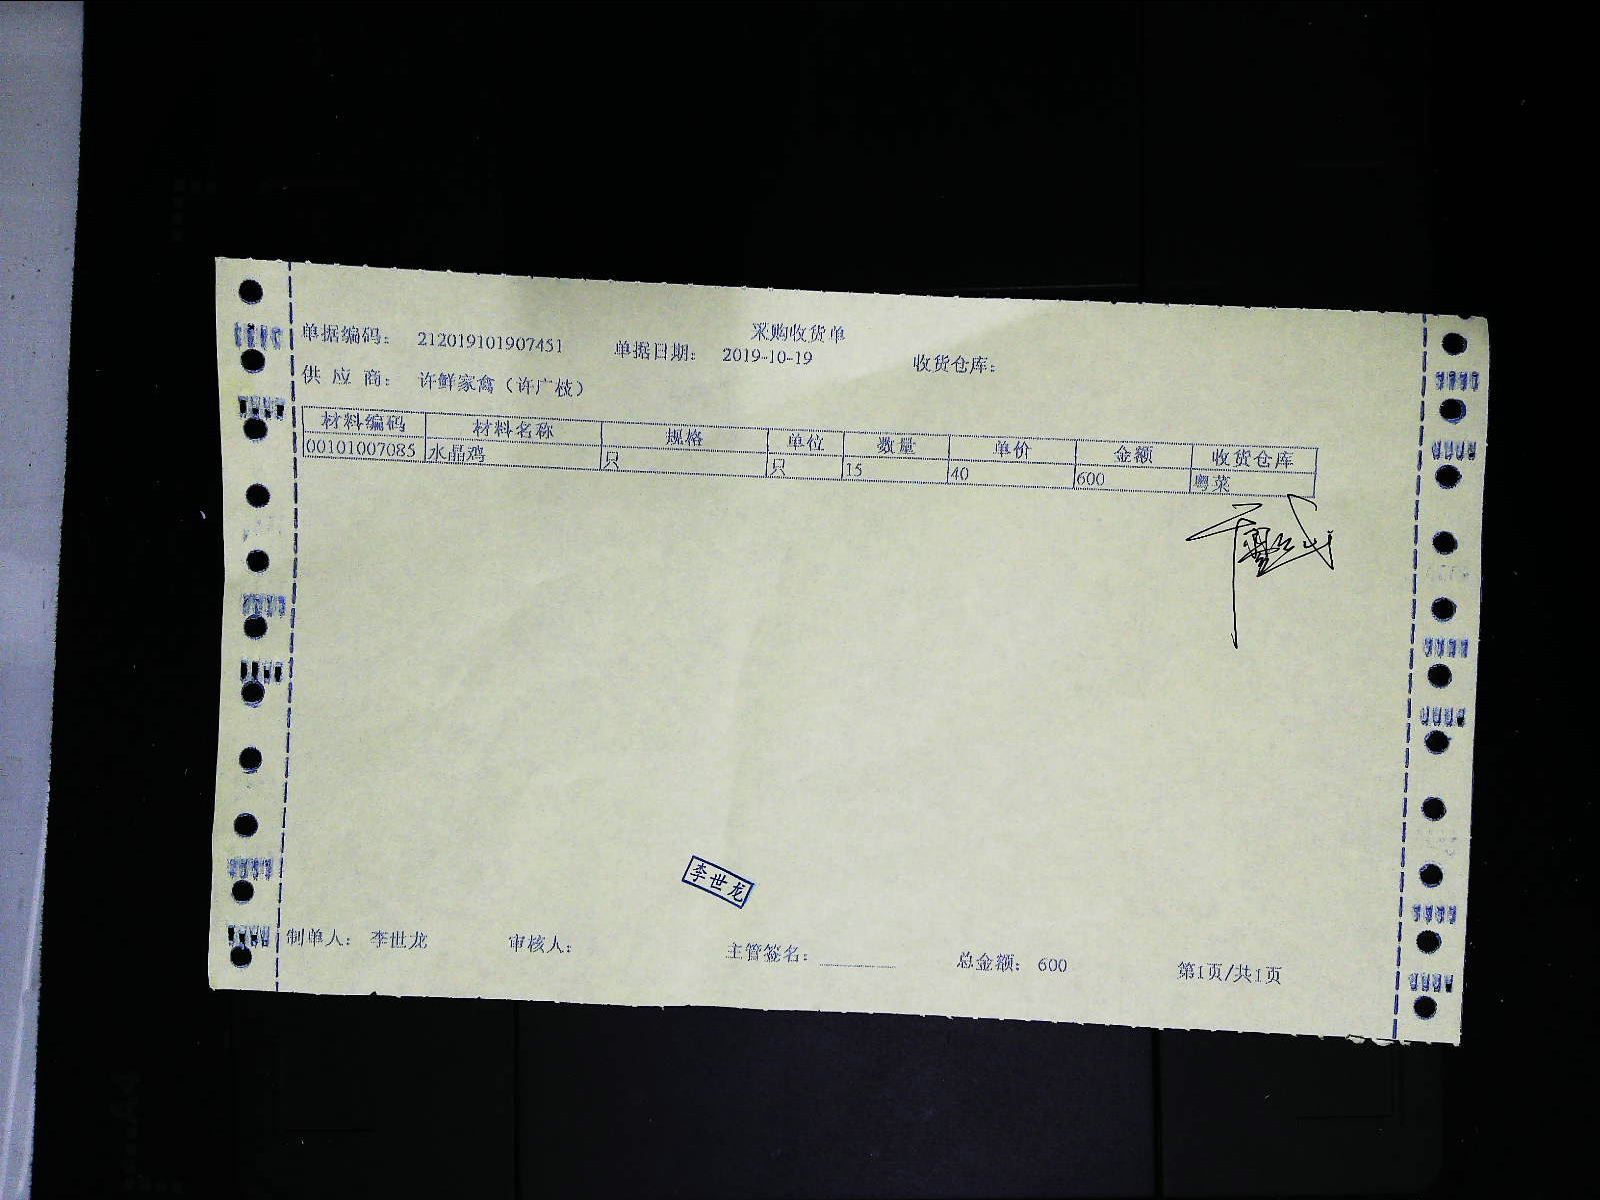 采购收货单
单据编码： 212019101907451 单据日期： 2019-10-19 收货仓库：
供 应 商： 许鲜家禽（许广枝）
材料编码 材料名称 规格 单位 数量 单价 金额 收货仓库
00101007085 水晶鸡 只 只 15 40 600 粤菜
李世龙
制单人： 李世龙 审核人： 主管签名： 总金额： 600 第1页/共1页